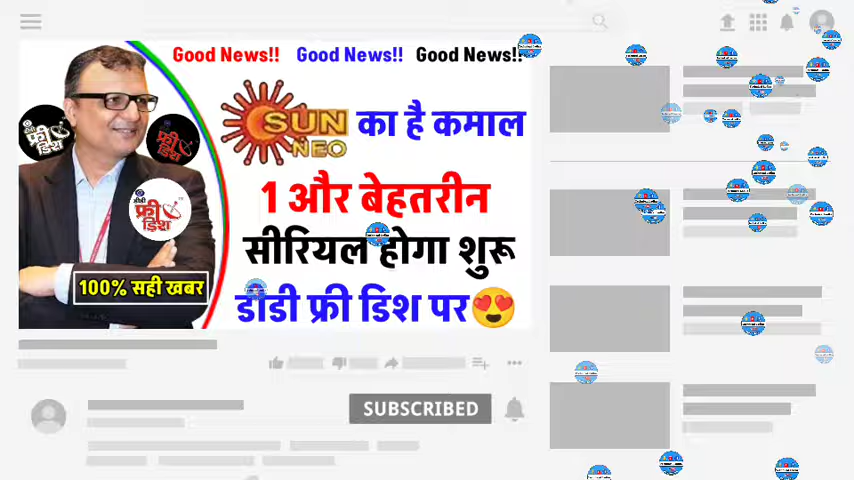 Good News!! Good News!! Good News!!
SUN
NEO
का है कमाल
1 और बेहतरीन
सीरियल होगा शुरू
डीडी फ्री डिश पर
फ्री डिश
फ्री डिश
फ्री डिश
100% सही खबर
SUBSCRIBED